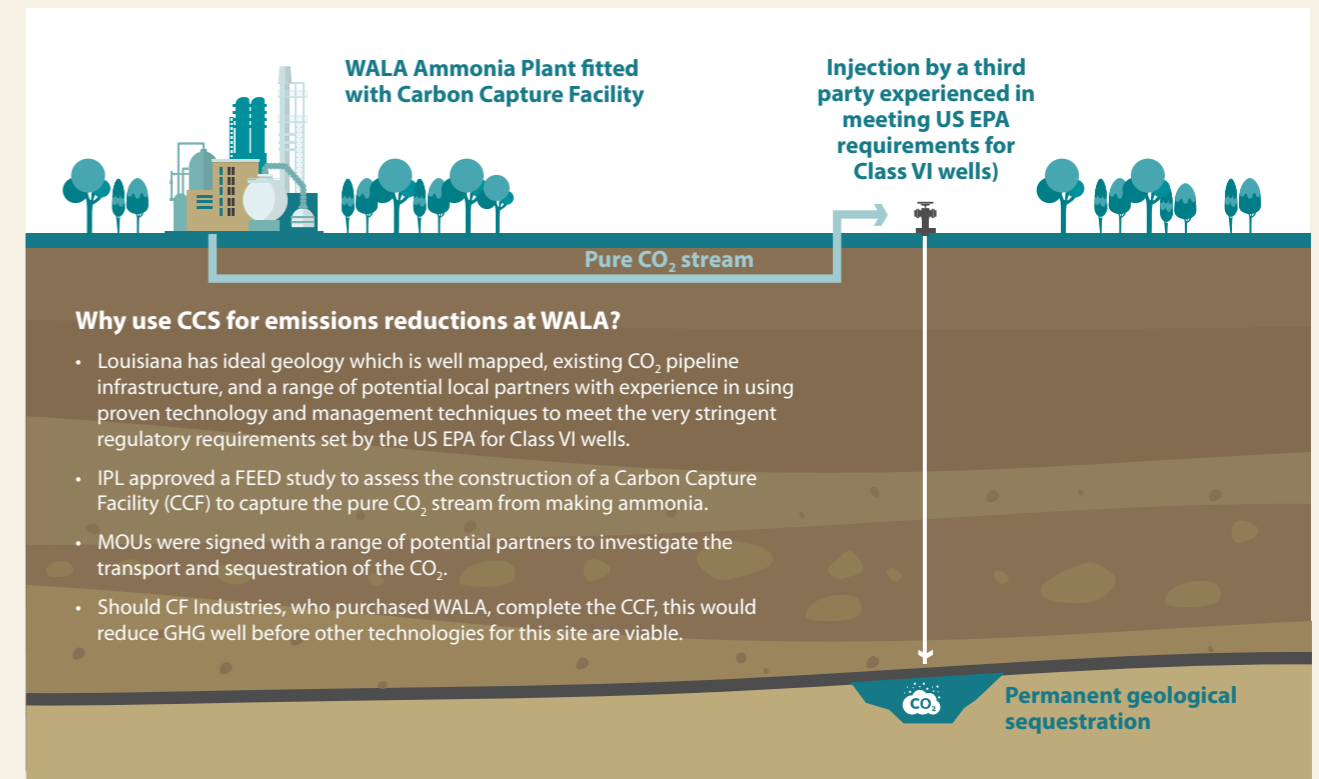 WALA Ammonia Plant fitted
with Carbon Capture Facility
Injection by a third
party experienced in
meeting US EPA
requirements for
Class VI wells)
Pure CO₂ stream
Why use CCS for emissions reductions at WALA?
• Louisiana has ideal geology which is well mapped, existing CO₂ pipeline
infrastructure, and a range of potential local partners with experience in using
proven technology and management techniques to meet the very stringent
regulatory requirements set by the US EPA for Class VI wells.
• IPL approved a FEED study to assess the construction of a Carbon Capture
Facility (CCF) to capture the pure CO₂ stream from making ammonia.
• MOUs were signed with a range of potential partners to investigate the
transport and sequestration of the CO₂.
• Should CF Industries, who purchased WALA, complete the CCF, this would
reduce GHG well before other technologies for this site are viable.
CO₂
Permanent geological
sequestration